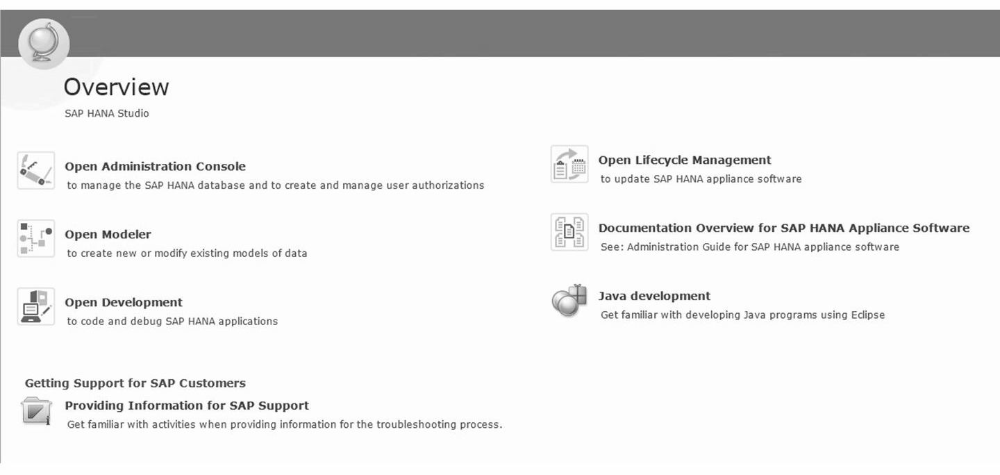 Overview
SAP HANA Studio
Open Administration Console
to manage the SAP HANA database and to create and manage user authorizations
Open Modeler
to create new or modify existing models of data
Open Development
to code and debug SAP HANA applications
Open Lifecycle Management
to update SAP HANA appliance software
Documentation Overview for SAP HANA Appliance Software
See: Administration Guide for SAP HANA appliance software
Java development
Get familiar with developing Java programs using Eclipse
Getting Support for SAP Customers
Providing Information for SAP Support
Get familiar with activities when providing information for the troubleshooting process.